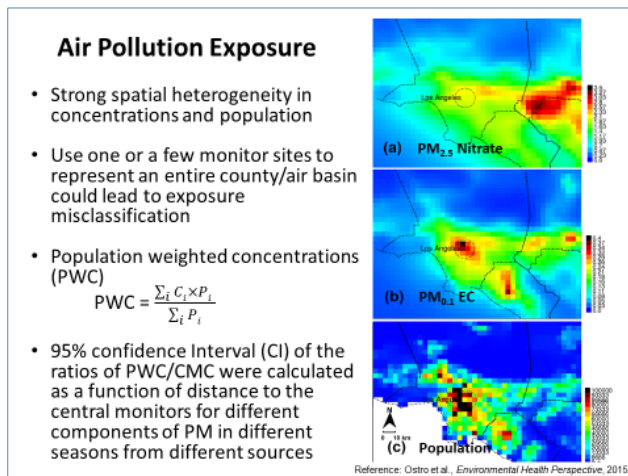 Air Pollution Exposure
• Strong spatial heterogeneity in
concentrations and population
• Use one or a few monitor sites to
represent an entire county/air basin
could lead to exposure
misclassification
• Population weighted concentrations
(PWC)
PWC = ∑i Ci×Pi / ∑i Pi
• 95% confidence Interval (CI) of the
ratios of PWC/CMC were calculated
as a function of distance to the
central monitors for different
components of PM in different
seasons from different sources
Los Angeles
(a) PM2.5 Nitrate
Los Angeles
(b) PM0.1 EC
Los Angeles
N
0 10 km
(c) Population
Reference: Ostro et al., Environmental Health Perspective, 2015